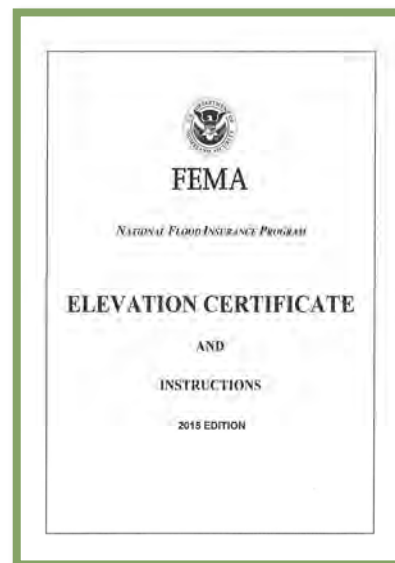 FEMA
NATIONAL FLOOD INSURANCE PROGRAM
ELEVATION CERTIFICATE
AND
INSTRUCTIONS
2015 EDITION